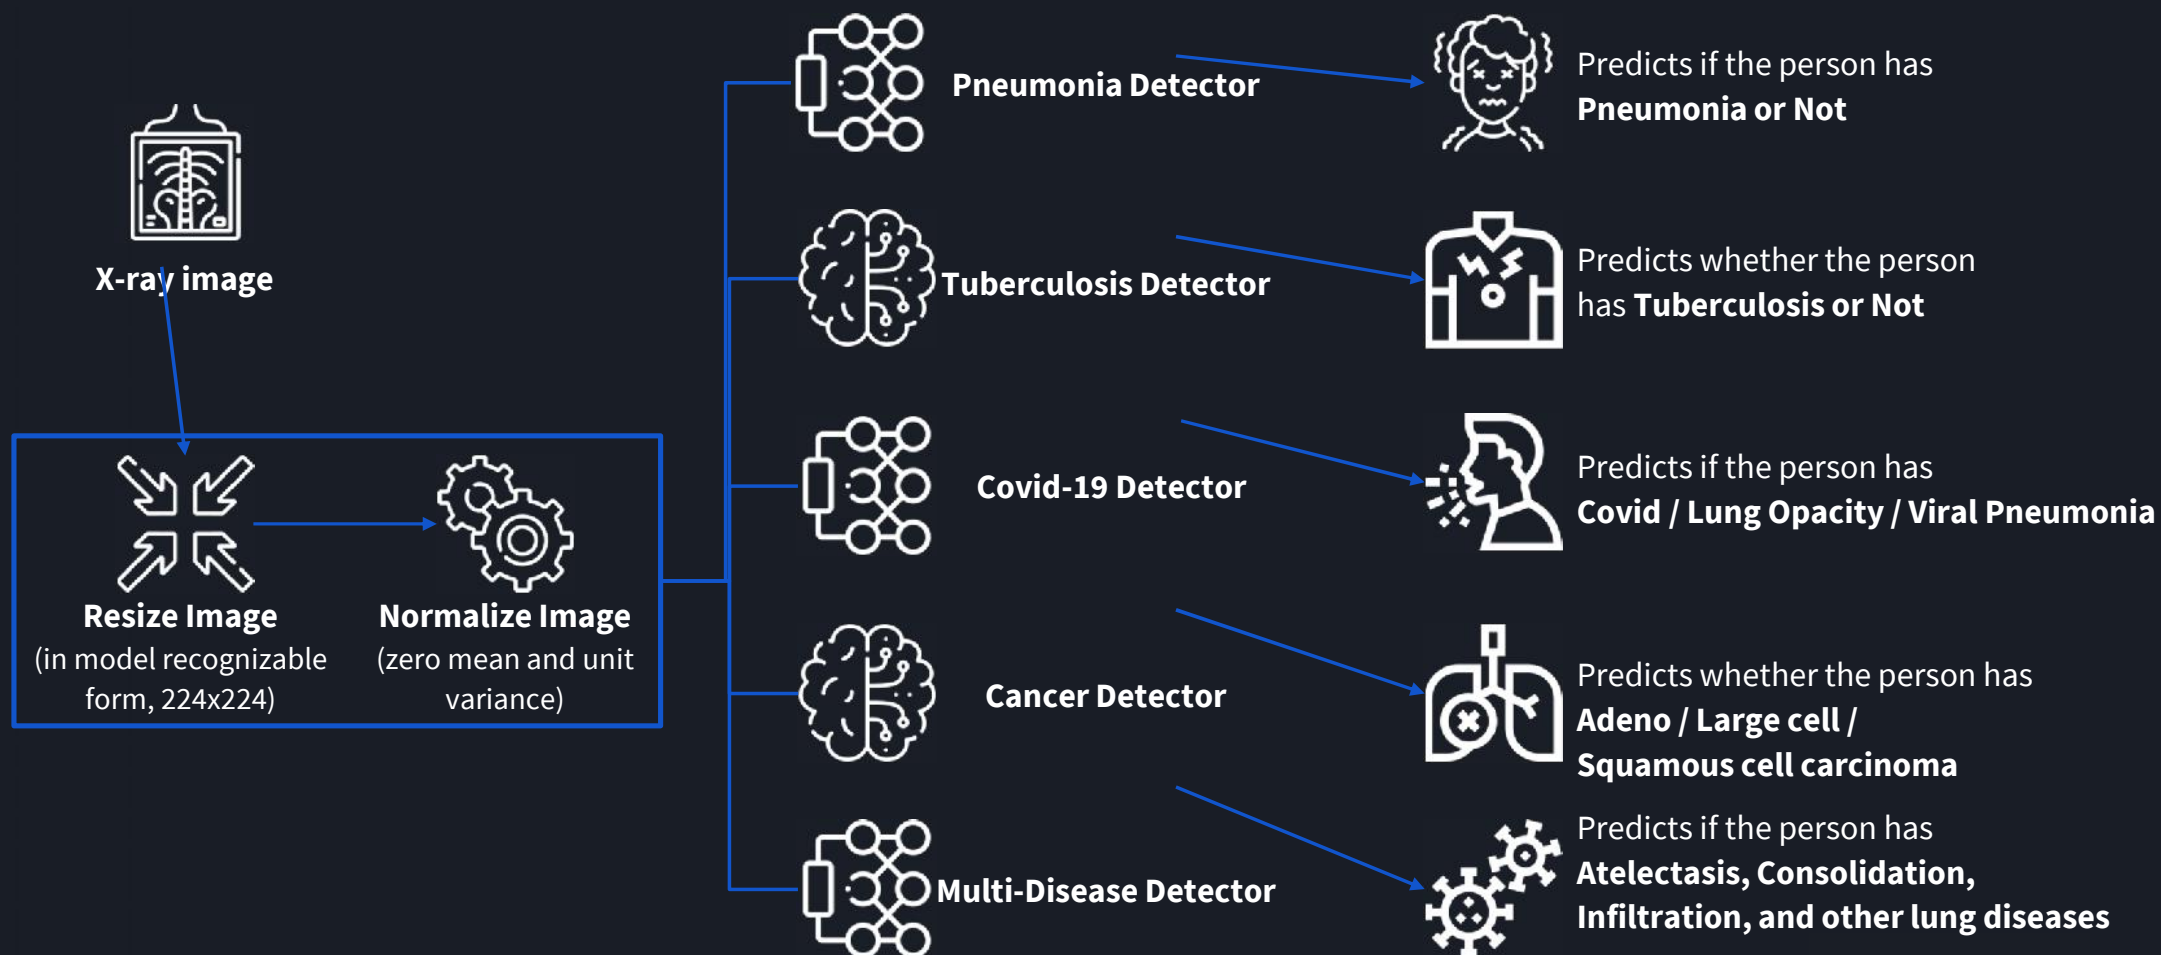 X-ray image
Resize Image
(in model recognizable
form, 224x224)
Normalize Image
(zero mean and unit
variance)
Pneumonia Detector
Predicts if the person has
Pneumonia or Not
Tuberculosis Detector
Predicts whether the person
has Tuberculosis or Not
Covid-19 Detector
Predicts if the person has
Covid / Lung Opacity / Viral Pneumonia
Cancer Detector
Predicts whether the person has
Adeno / Large cell /
Squamous cell carcinoma
Multi-Disease Detector
Predicts if the person has
Atelectasis, Consolidation,
Infiltration, and other lung diseases